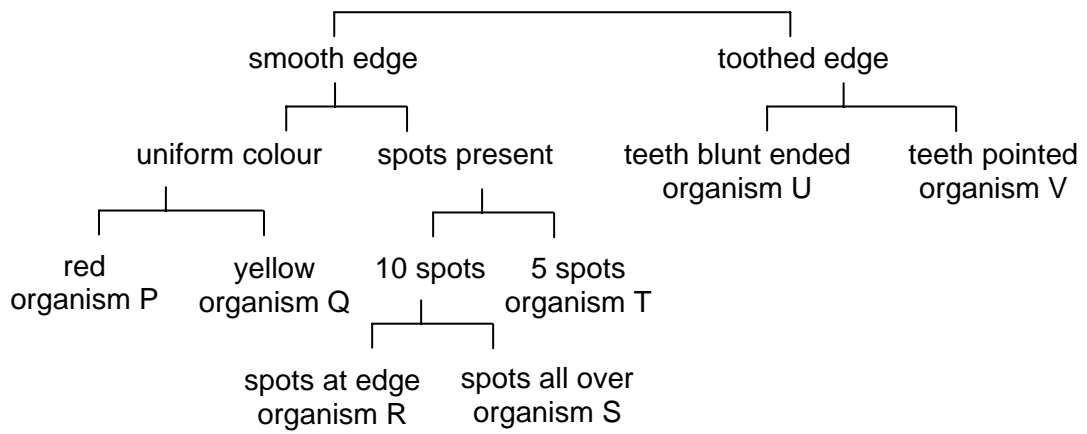 smooth edge
toothed edge
uniform colour
spots present
teeth blunt ended
organism U
teeth pointed
organism V
red
organism P
yellow
organism Q
10 spots
5 spots
organism T
spots at edge
organism R
spots all over
organism S